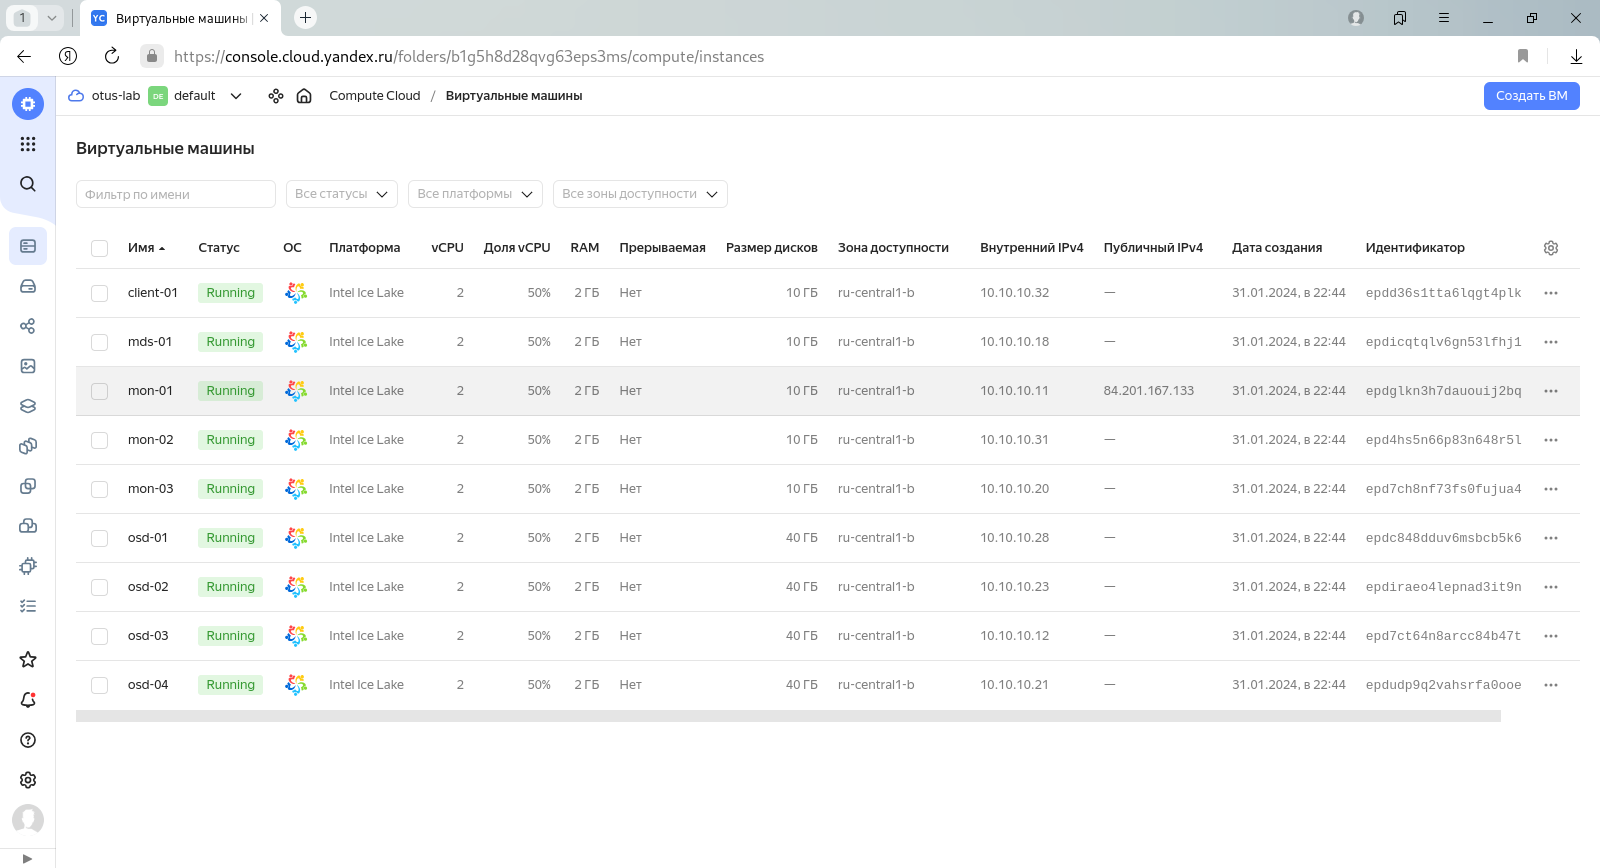 1
YC Виртуальные машины
Я https://console.cloud.yandex.ru/folders/b1g5h8d28qvg63eps3ms/compute/instances
otus-lab DE default Compute Cloud / Виртуальные машины Создать ВМ
Виртуальные машины
Фильтр по имени Все статусы Все платформы Все зоны доступности
Имя Статус ОС Платформа vCPU Доля vCPU RAM Прерываемая Размер дисков Зона доступности Внутренний IPv4 Публичный IPv4 Дата создания Идентификатор
client-01 Running Intel Ice Lake 2 50% 2 ГБ Нет 10 ГБ ru-central1-b 10.10.10.32 — 31.01.2024, в 22:44 epdd36s1tta6lqgt4plk
mds-01 Running Intel Ice Lake 2 50% 2 ГБ Нет 10 ГБ ru-central1-b 10.10.10.18 — 31.01.2024, в 22:44 epdicqtqlv6gn53lfhj1
mon-01 Running Intel Ice Lake 2 50% 2 ГБ Нет 10 ГБ ru-central1-b 10.10.10.11 84.201.167.133 31.01.2024, в 22:44 epdglkn3h7dauouij2bq
mon-02 Running Intel Ice Lake 2 50% 2 ГБ Нет 10 ГБ ru-central1-b 10.10.10.31 — 31.01.2024, в 22:44 epd4hs5n66p83n648r5l
mon-03 Running Intel Ice Lake 2 50% 2 ГБ Нет 10 ГБ ru-central1-b 10.10.10.20 — 31.01.2024, в 22:44 epd7ch8nf73fs0fujua4
osd-01 Running Intel Ice Lake 2 50% 2 ГБ Нет 40 ГБ ru-central1-b 10.10.10.28 — 31.01.2024, в 22:44 epdc848dduv6msbcb5k6
osd-02 Running Intel Ice Lake 2 50% 2 ГБ Нет 40 ГБ ru-central1-b 10.10.10.23 — 31.01.2024, в 22:44 epdiraeo4lepnad3it9n
osd-03 Running Intel Ice Lake 2 50% 2 ГБ Нет 40 ГБ ru-central1-b 10.10.10.12 — 31.01.2024, в 22:44 epd7ct64n8arcc84b47t
osd-04 Running Intel Ice Lake 2 50% 2 ГБ Нет 40 ГБ ru-central1-b 10.10.10.21 — 31.01.2024, в 22:44 epdudp9q2vahsrfa0ooe